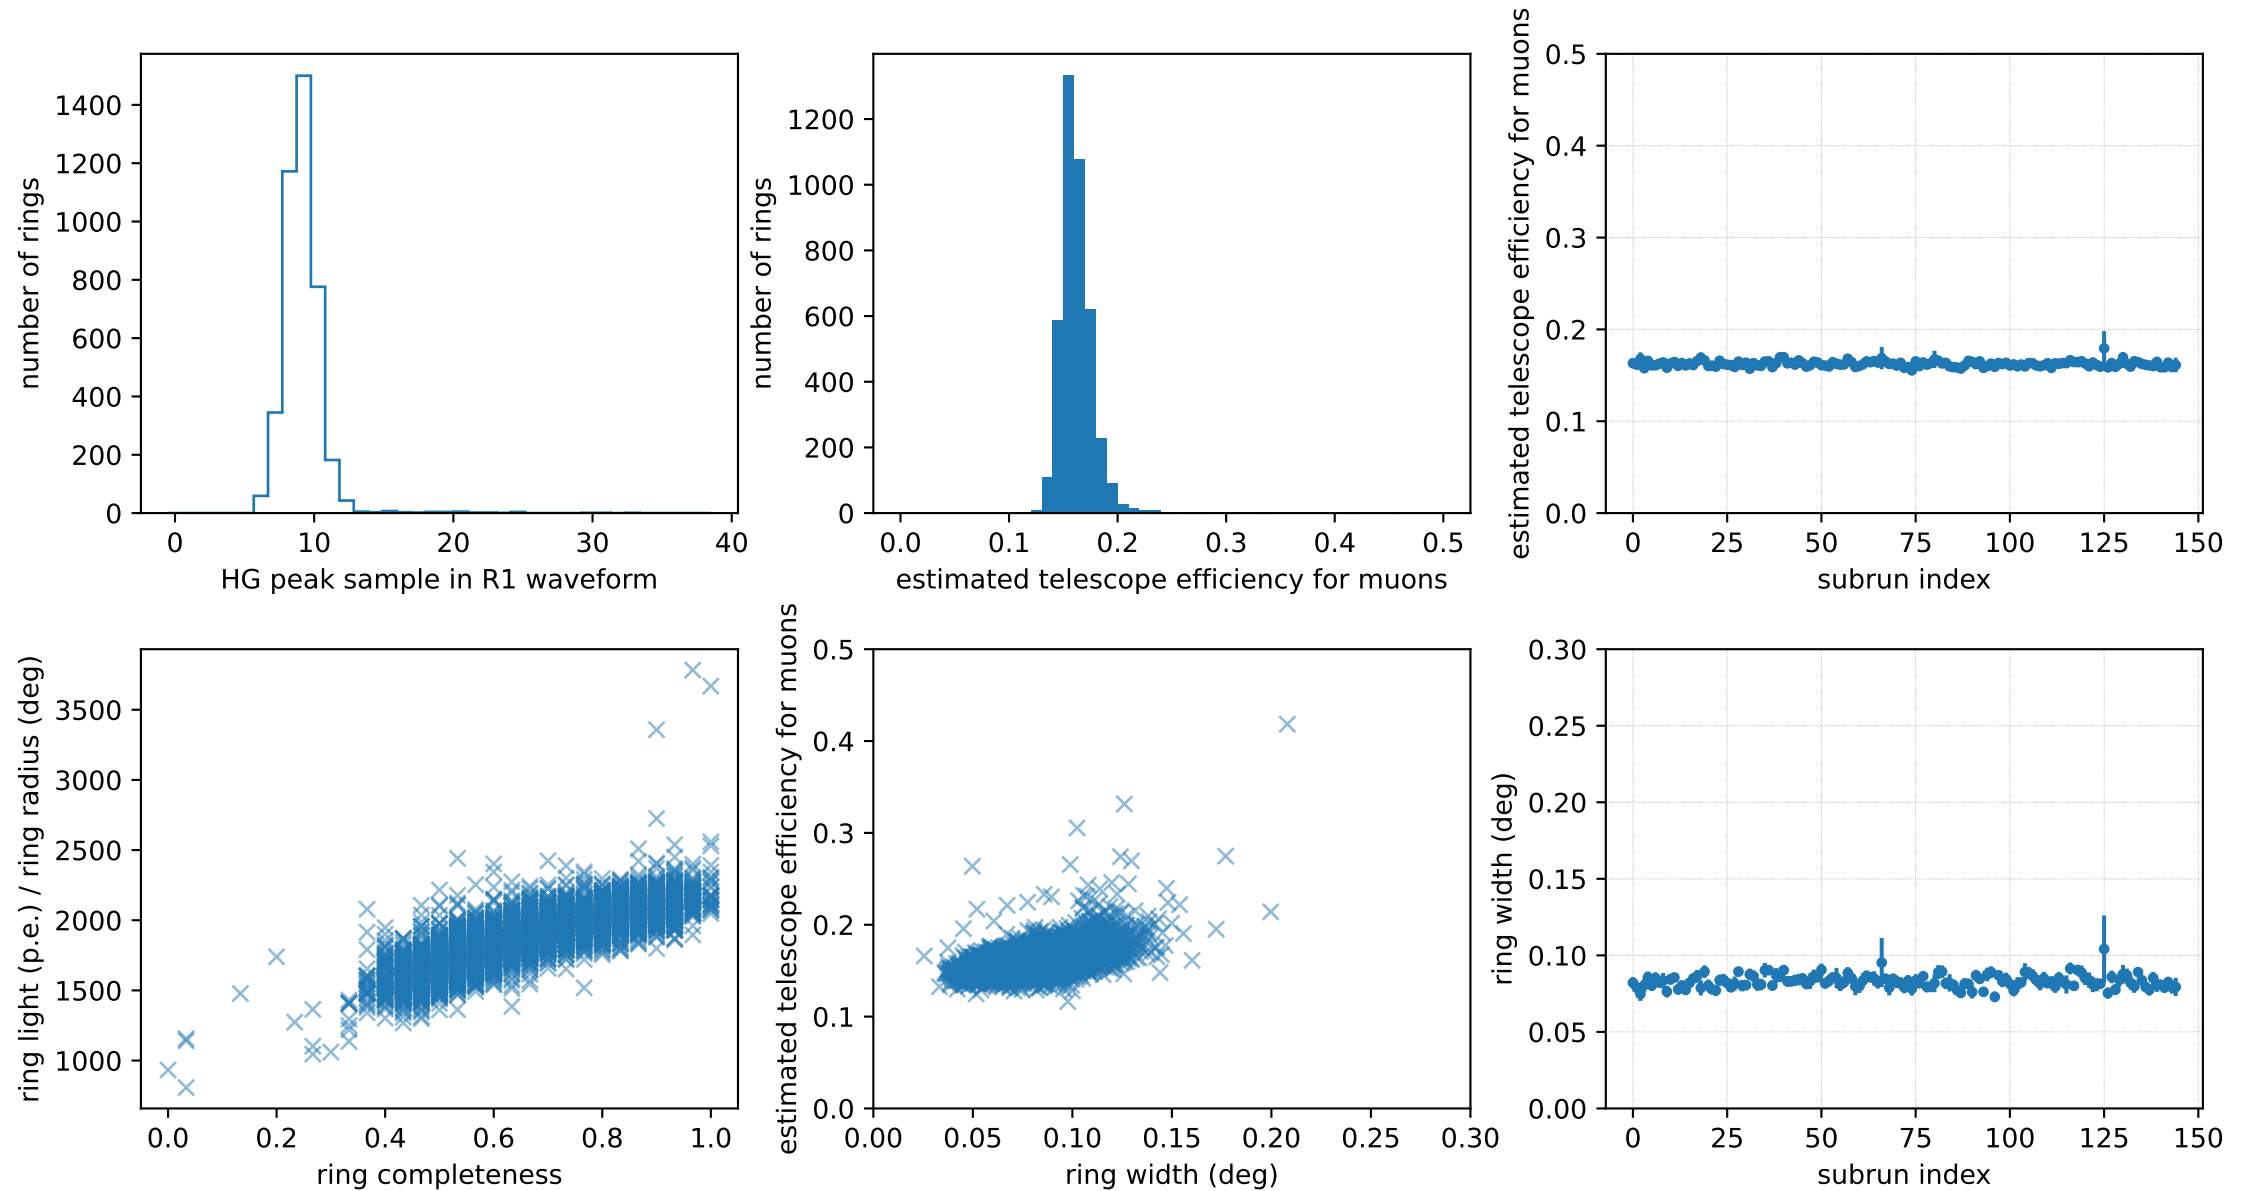 number of rings
1400
1200
1000
800
600
400
200
0
0 10 20 30 40
HG peak sample in R1 waveform
number of rings
1200
1000
800
600
400
200
0
0.0 0.1 0.2 0.3 0.4 0.5
estimated telescope efficiency for muons
estimated telescope efficiency for muons
0.5
0.4
0.3
0.2
0.1
0.0
0 25 50 75 100 125 150
subrun index
ring light (p.e.) / ring radius (deg)
3500
3000
2500
2000
1500
1000
0.0 0.2 0.4 0.6 0.8 1.0
ring completeness
estimated telescope efficiency for muons
0.5
0.4
0.3
0.2
0.1
0.0
0.00 0.05 0.10 0.15 0.20 0.25 0.30
ring width (deg)
ring width (deg)
0.30
0.25
0.20
0.15
0.10
0.05
0.00
0 25 50 75 100 125 150
subrun index